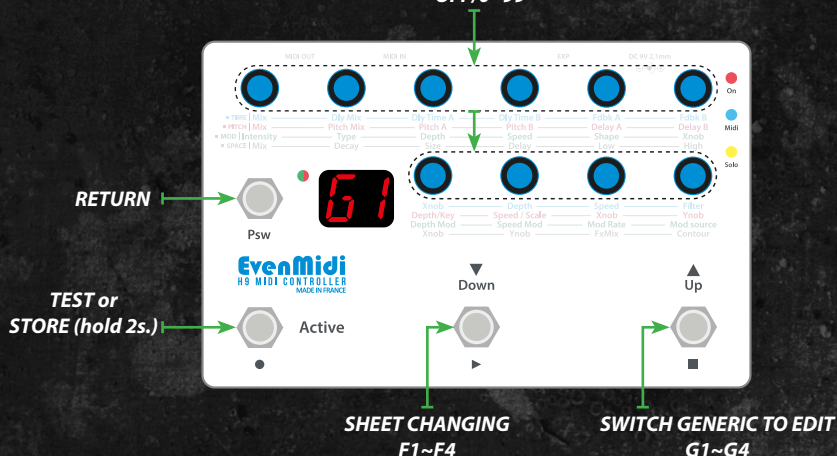 OFF,0~99
MIDI OUT MIDI IN EXP DC 9V 2,1mm
On
TIME | Mix Dly Mix Dly Time A Dly Time B Fdbk A Fdbk B
PITCH | Mix Pitch Mix Pitch A Pitch B Delay A Delay B
MOD | Intensity Type Depth Speed Shape Xnob
SPACE | Mix Decay Size Delay Low High
Midi
Solo
RETURN
G1
Xnob Depth Speed Filter
Depth/Key Speed / Scale Xnob Ynob
Depth Mod Speed Mod Mod Rate Mod source
Xnob Ynob FxMix Contour
Psw
EvenMidi
H9 MIDI CONTROLLER
MADE IN FRANCE
▼
Down
▲
Up
TEST or
STORE (hold 2s.)
Active
SHEET CHANGING
F1~F4
SWITCH GENERIC TO EDIT
G1~G4